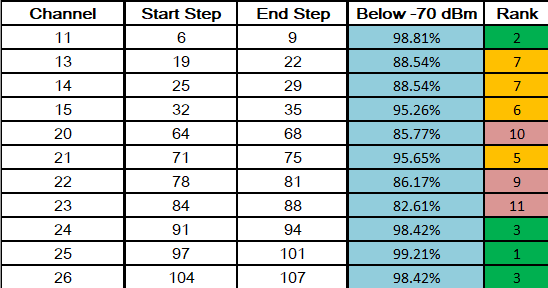 Channel Start Step End Step Below -70 dBm Rank
11 6 9 98.81% 2
13 19 22 88.54% 7
14 25 29 88.54% 7
15 32 35 95.26% 6
20 64 68 85.77% 10
21 71 75 95.65% 5
22 78 81 86.17% 9
23 84 88 82.61% 11
24 91 94 98.42% 3
25 97 101 99.21% 1
26 104 107 98.42% 3